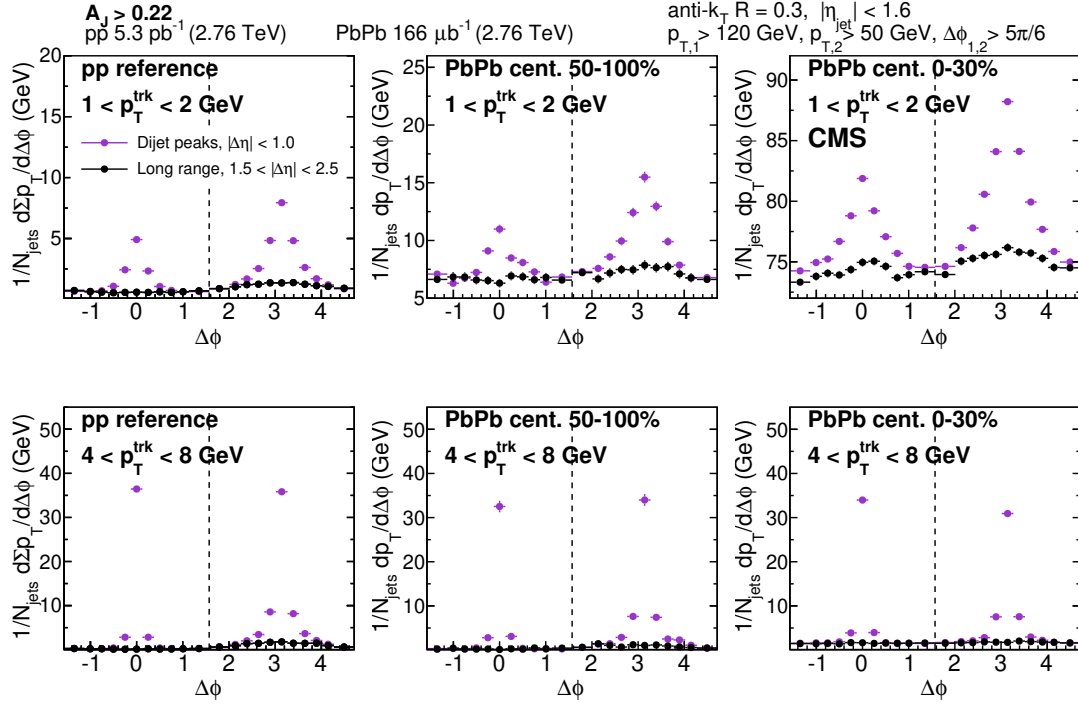 A_J > 0.22
anti-k_T R = 0.3, |η_jet| < 1.6
pp 5.3 pb⁻¹ (2.76 TeV) PbPb 166 μb⁻¹ (2.76 TeV) p_T,1 > 120 GeV, p_T,2 > 50 GeV, Δϕ_1,2 > 5π/6
1/N_jets dΣp_T/dΔϕ (GeV)
20
15
10
5
pp reference
1 < p_T^trk < 2 GeV
Dijet peaks, |Δη| < 1.0
Long range, 1.5 < |Δη| < 2.5
-1 0 1 2 3 4
Δϕ
1/N_jets dp_T/dΔϕ (GeV)
25
20
15
10
5
PbPb cent. 50-100%
1 < p_T^trk < 2 GeV
-1 0 1 2 3 4
Δϕ
1/N_jets dp_T/dΔϕ (GeV)
90
85
80
75
PbPb cent. 0-30%
1 < p_T^trk < 2 GeV
CMS
-1 0 1 2 3 4
Δϕ
1/N_jets dΣp_T/dΔϕ (GeV)
50
40
30
20
10
pp reference
4 < p_T^trk < 8 GeV
-1 0 1 2 3 4
Δϕ
1/N_jets dp_T/dΔϕ (GeV)
50
40
30
20
10
PbPb cent. 50-100%
4 < p_T^trk < 8 GeV
-1 0 1 2 3 4
Δϕ
1/N_jets dp_T/dΔϕ (GeV)
50
40
30
20
10
PbPb cent. 0-30%
4 < p_T^trk < 8 GeV
-1 0 1 2 3 4
Δϕ